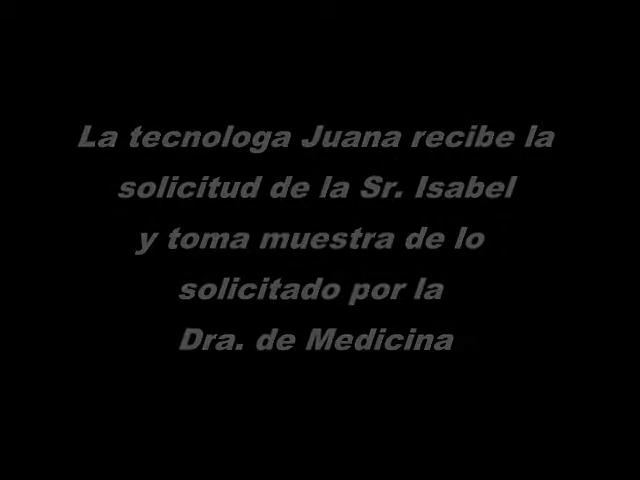 La tecnologa Juana recibe la
solicitud de la Sr. Isabel
y toma muestra de lo
solicitado por la
Dra. de Medicina